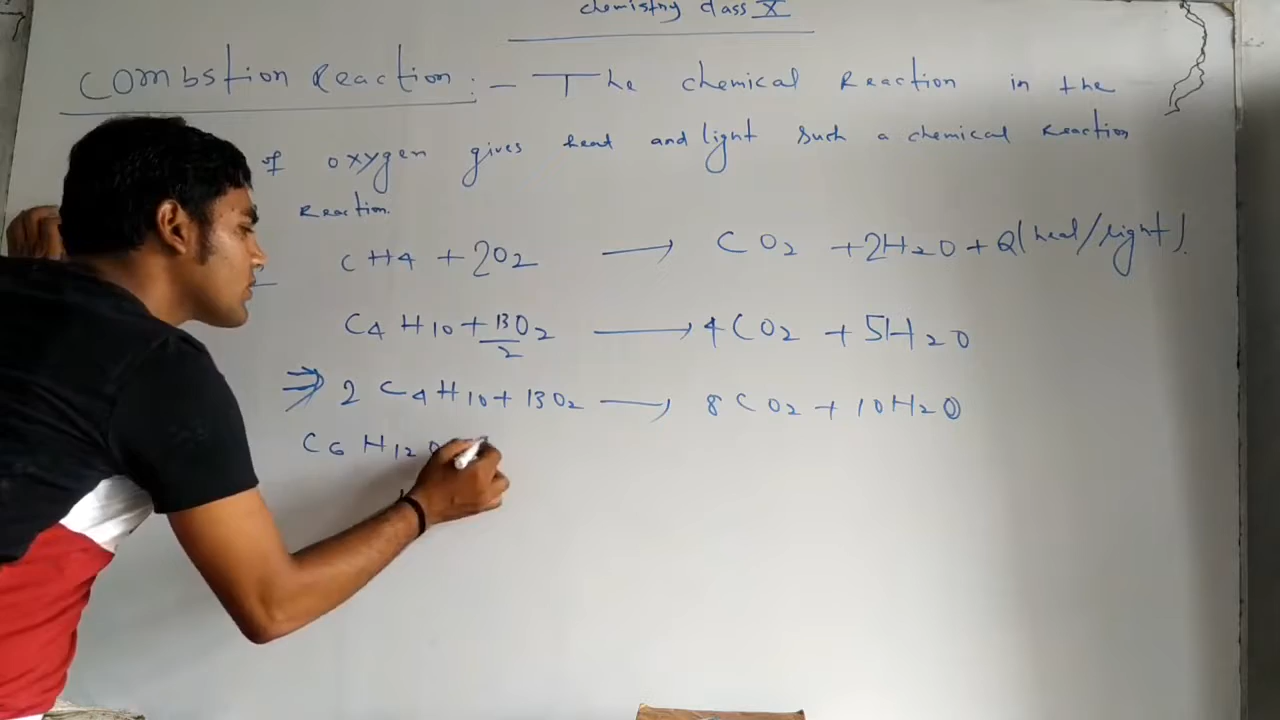 chemistry class X
Combstion Reaction :- The chemical Reaction in the
of oxygen gives heat and light such a chemical Reaction
Reaction.
CH4 + 2O2 → CO2 + 2H2O + Q(heat/light).
C4H10 + 13/2 O2 → 4CO2 + 5H2O
⇒ 2C4H10 + 13O2 → 8CO2 + 10H2O
C6H12O